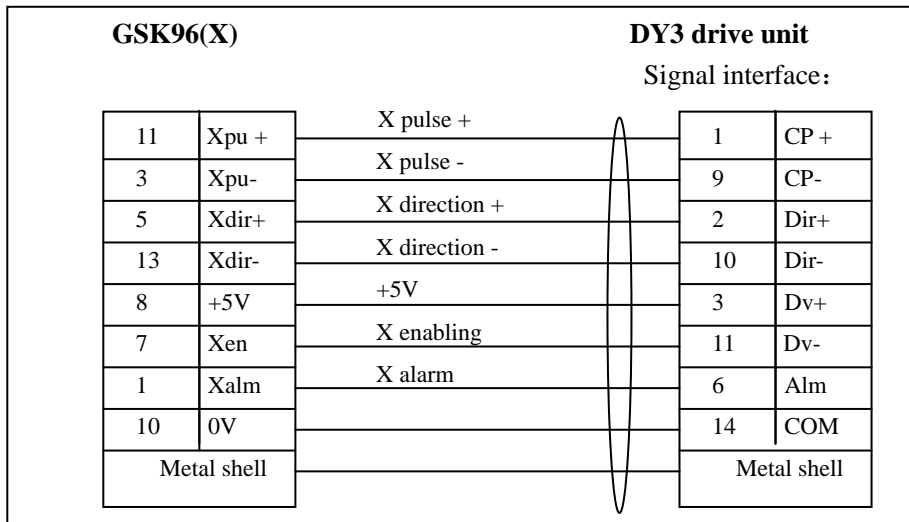 GSK96(X) DY3 drive unit
Signal interface：
11 Xpu + X pulse + 1 CP +
3 Xpu- X pulse - 9 CP-
5 Xdir+ X direction + 2 Dir+
13 Xdir- X direction - 10 Dir-
8 +5V +5V 3 Dv+
7 Xen X enabling 11 Dv-
1 Xalm X alarm 6 Alm
10 0V 14 COM
Metal shell Metal shell